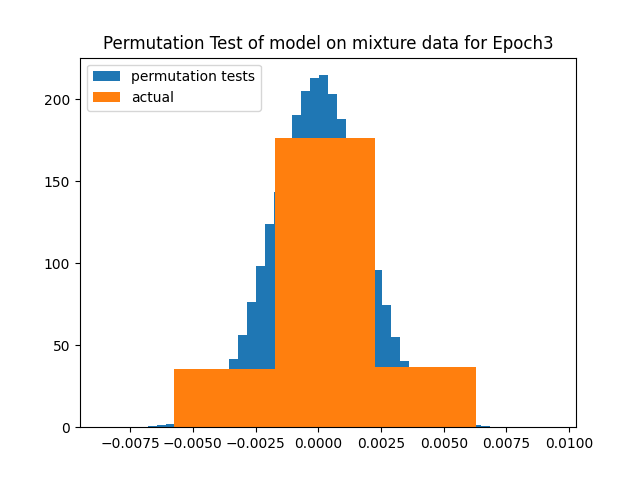 Permutation Test of model on mixture data for Epoch3
permutation tests
actual
200
150
100
50
0
−0.0075 −0.0050 −0.0025 0.0000 0.0025 0.0050 0.0075 0.0100